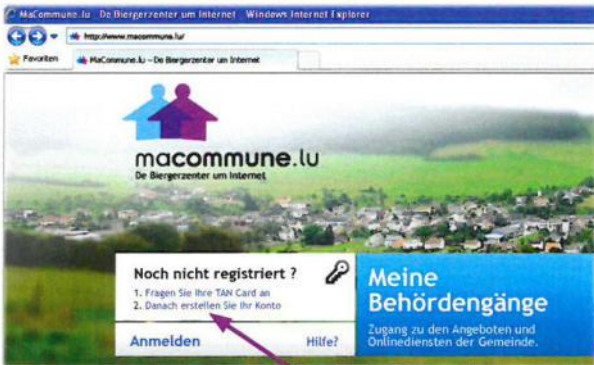 MaCommune.lu - De Biergerzenter um Internet - Windows Internet Explorer
http://www.macommune.lu/
Favoriten
MaCommune.lu - De Biergerzenter um Internet
macommune.lu
De Biergerzenter um Internet
Noch nicht registriert ?
1. Fragen Sie Ihre TAN Card an
2. Danach erstellen Sie Ihr Konto
Anmelden
Hilfe?
Meine
Behördengänge
Zugang zu den Angeboten und
Onlinediensten der Gemeinde.